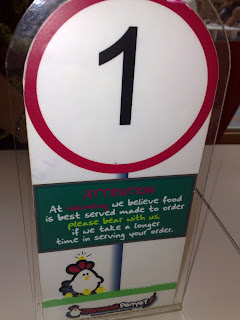 1
ATTENTION
At we believe food
is best served made to order
please bear with us,
if we take a longer
time in serving your order.